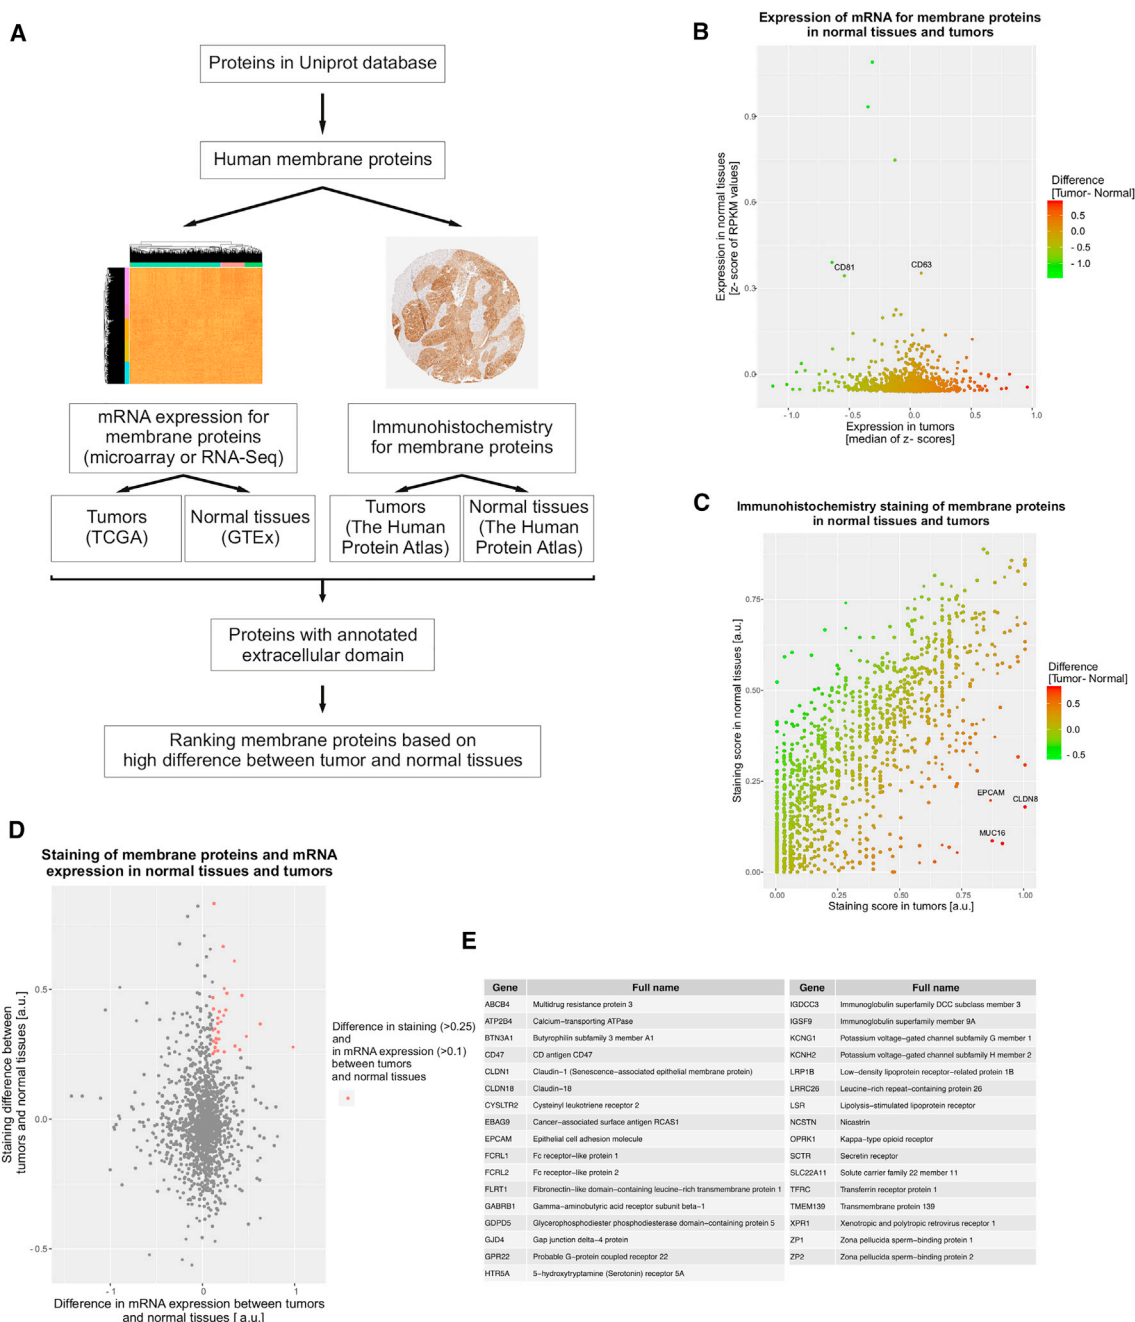 A
Proteins in Uniprot database
Human membrane proteins
mRNA expression for
membrane proteins
(microarray or RNA-Seq)
Immunohistochemistry
for membrane proteins
Tumors
(TCGA)
Normal tissues
(GTEx)
Tumors
(The Human
Protein Atlas)
Normal tissues
(The Human
Protein Atlas)
Proteins with annotated
extracellular domain
Ranking membrane proteins based on
high difference between tumor and normal tissues
B
Expression of mRNA for membrane proteins
in normal tissues and tumors
Expression in normal tissues
[z- score of RPKM values]
0.9
0.6
0.3
0.0
CD81
CD63
- 1.0
- 0.5
0.0
0.5
1.0
Expression in tumors
[median of z- scores]
Difference
[Tumor- Normal]
0.5
0.0
- 0.5
- 1.0
C
Immunohistochemistry staining of membrane proteins
in normal tissues and tumors
Staining score in normal tissues [a.u.]
0.75
0.50
0.25
0.00
EPCAM
CLDN8
MUC16
0.00
0.25
0.50
0.75
1.00
Staining score in tumors [a.u.]
Difference
[Tumor- Normal]
0.5
0.0
- 0.5
D
Staining of membrane proteins and mRNA
expression in normal tissues and tumors
Staining difference between
tumors and normal tissues [a.u.]
0.5
0.0
- 0.5
- 1
0
1
Difference in mRNA expression between tumors
and normal tissues [ a.u.]
Difference in staining (>0.25)
and
in mRNA expression (>0.1)
between tumors
and normal tissues
E
Gene Full name
ABCB4 Multidrug resistance protein 3
ATP2B4 Calcium−transporting ATPase
BTN3A1 Butyrophilin subfamily 3 member A1
CD47 CD antigen CD47
CLDN1 Claudin−1 (Senescence−associated epithelial membrane protein)
CLDN18 Claudin−18
CYSLTR2 Cysteinyl leukotriene receptor 2
EBAG9 Cancer−associated surface antigen RCAS1
EPCAM Epithelial cell adhesion molecule
FCRL1 Fc receptor−like protein 1
FCRL2 Fc receptor−like protein 2
FLRT1 Fibronectin−like domain−containing leucine−rich transmembrane protein 1
GABRB1 Gamma−aminobutyric acid receptor subunit beta−1
GDPD5 Glycerophosphodiester phosphodiesterase domain−containing protein 5
GJD4 Gap junction delta−4 protein
GPR22 Probable G−protein coupled receptor 22
HTR5A 5−hydroxytryptamine (Serotonin) receptor 5A
Gene Full name
IGDCC3 Immunoglobulin superfamily DCC subclass member 3
IGSF9 Immunoglobulin superfamily member 9A
KCNG1 Potassium voltage−gated channel subfamily G member 1
KCNH2 Potassium voltage−gated channel subfamily H member 2
LRP1B Low−density lipoprotein receptor−related protein 1B
LRRC26 Leucine−rich repeat−containing protein 26
LSR Lipolysis−stimulated lipoprotein receptor
NCSTN Nicastrin
OPRK1 Kappa−type opioid receptor
SCTR Secretin receptor
SLC22A11 Solute carrier family 22 member 11
TFRC Transferrin receptor protein 1
TMEM139 Transmembrane protein 139
XPR1 Xenotropic and polytropic retrovirus receptor 1
ZP1 Zona pellucida sperm−binding protein 1
ZP2 Zona pellucida sperm−binding protein 2